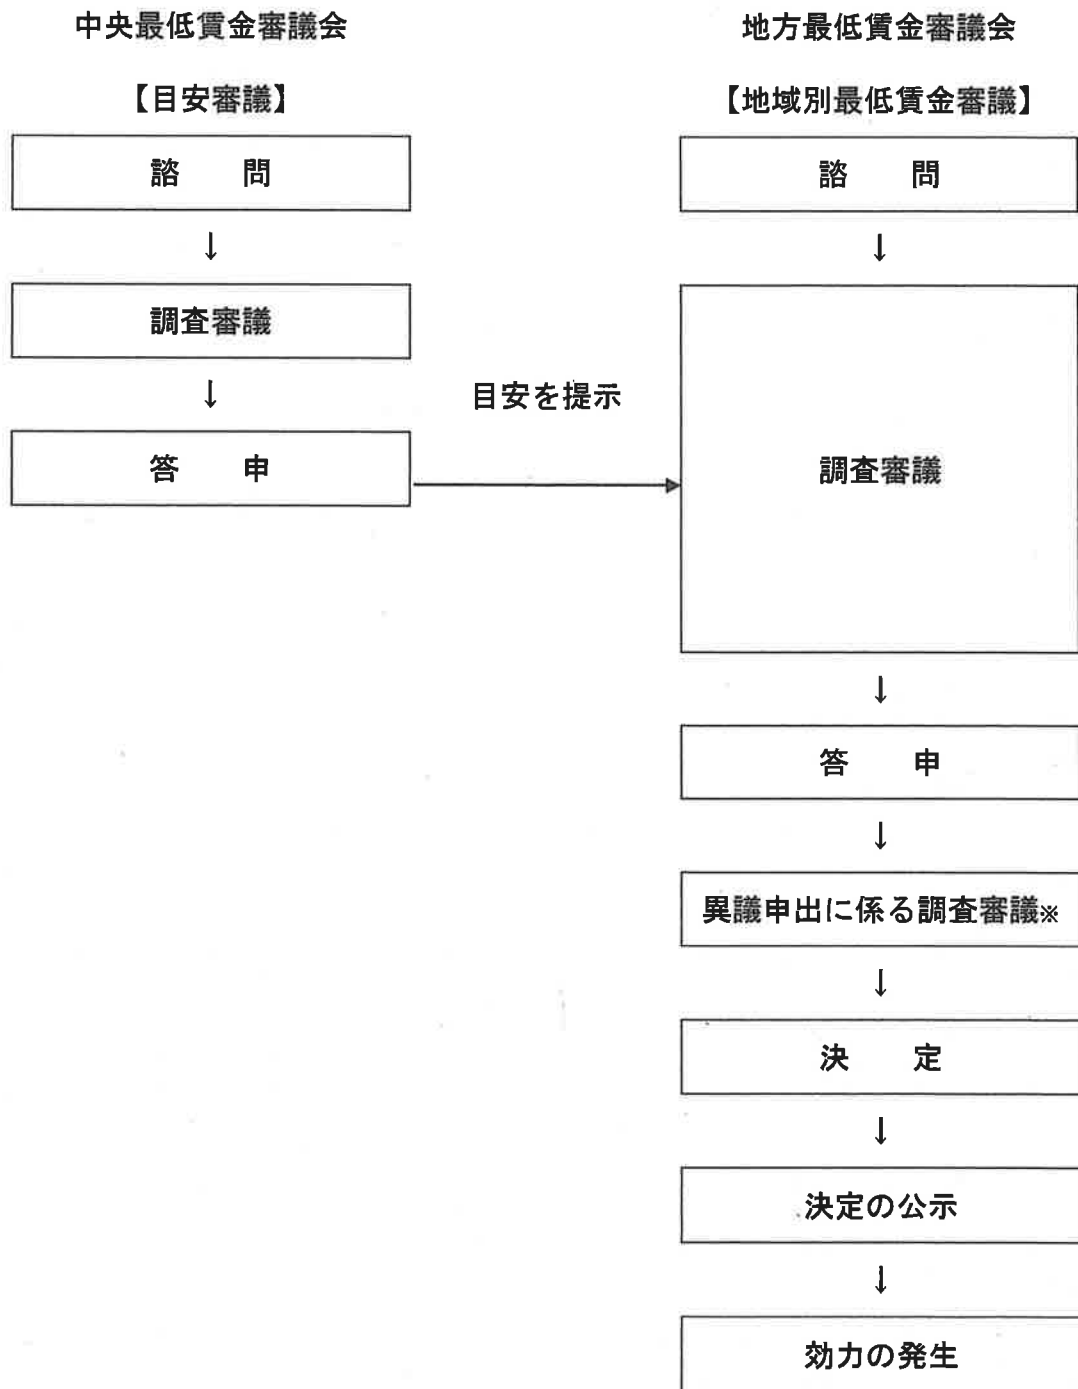 中央最低賃金審議会
【目安審議】
諮　　問
↓
調査審議
↓
答　　申
目安を提示
地方最低賃金審議会
【地域別最低賃金審議】
諮　　問
↓
調査審議
↓
答　　申
↓
異議申出に係る調査審議※
↓
決　　定
↓
決定の公示
↓
効力の発生